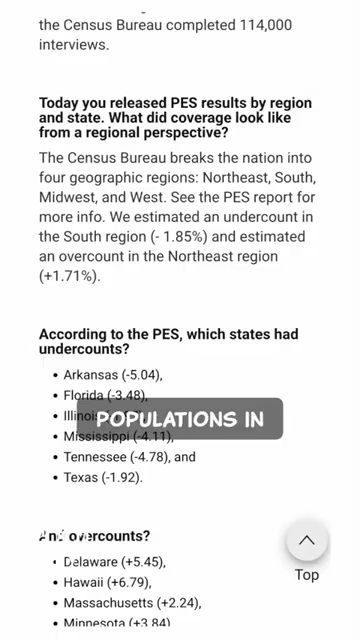 the Census Bureau completed 114,000
interviews.
Today you released PES results by region
and state. What did coverage look like
from a regional perspective?
The Census Bureau breaks the nation into
four geographic regions: Northeast, South,
Midwest, and West. See the PES report for
more info. We estimated an undercount in
the South region (- 1.85%) and estimated
an overcount in the Northeast region
(+1.71%).
According to the PES, which states had
undercounts?
• Arkansas (-5.04),
• Florida (-3.48),
• Illinois
POPULATIONS IN
• Mississippi (-4.11),
• Tennessee (-4.78), and
• Texas (-1.92).
And overcounts?
• Delaware (+5.45),
• Hawaii (+6.79),
• Massachusetts (+2.24),
• Minnesota (+3.84)
Top